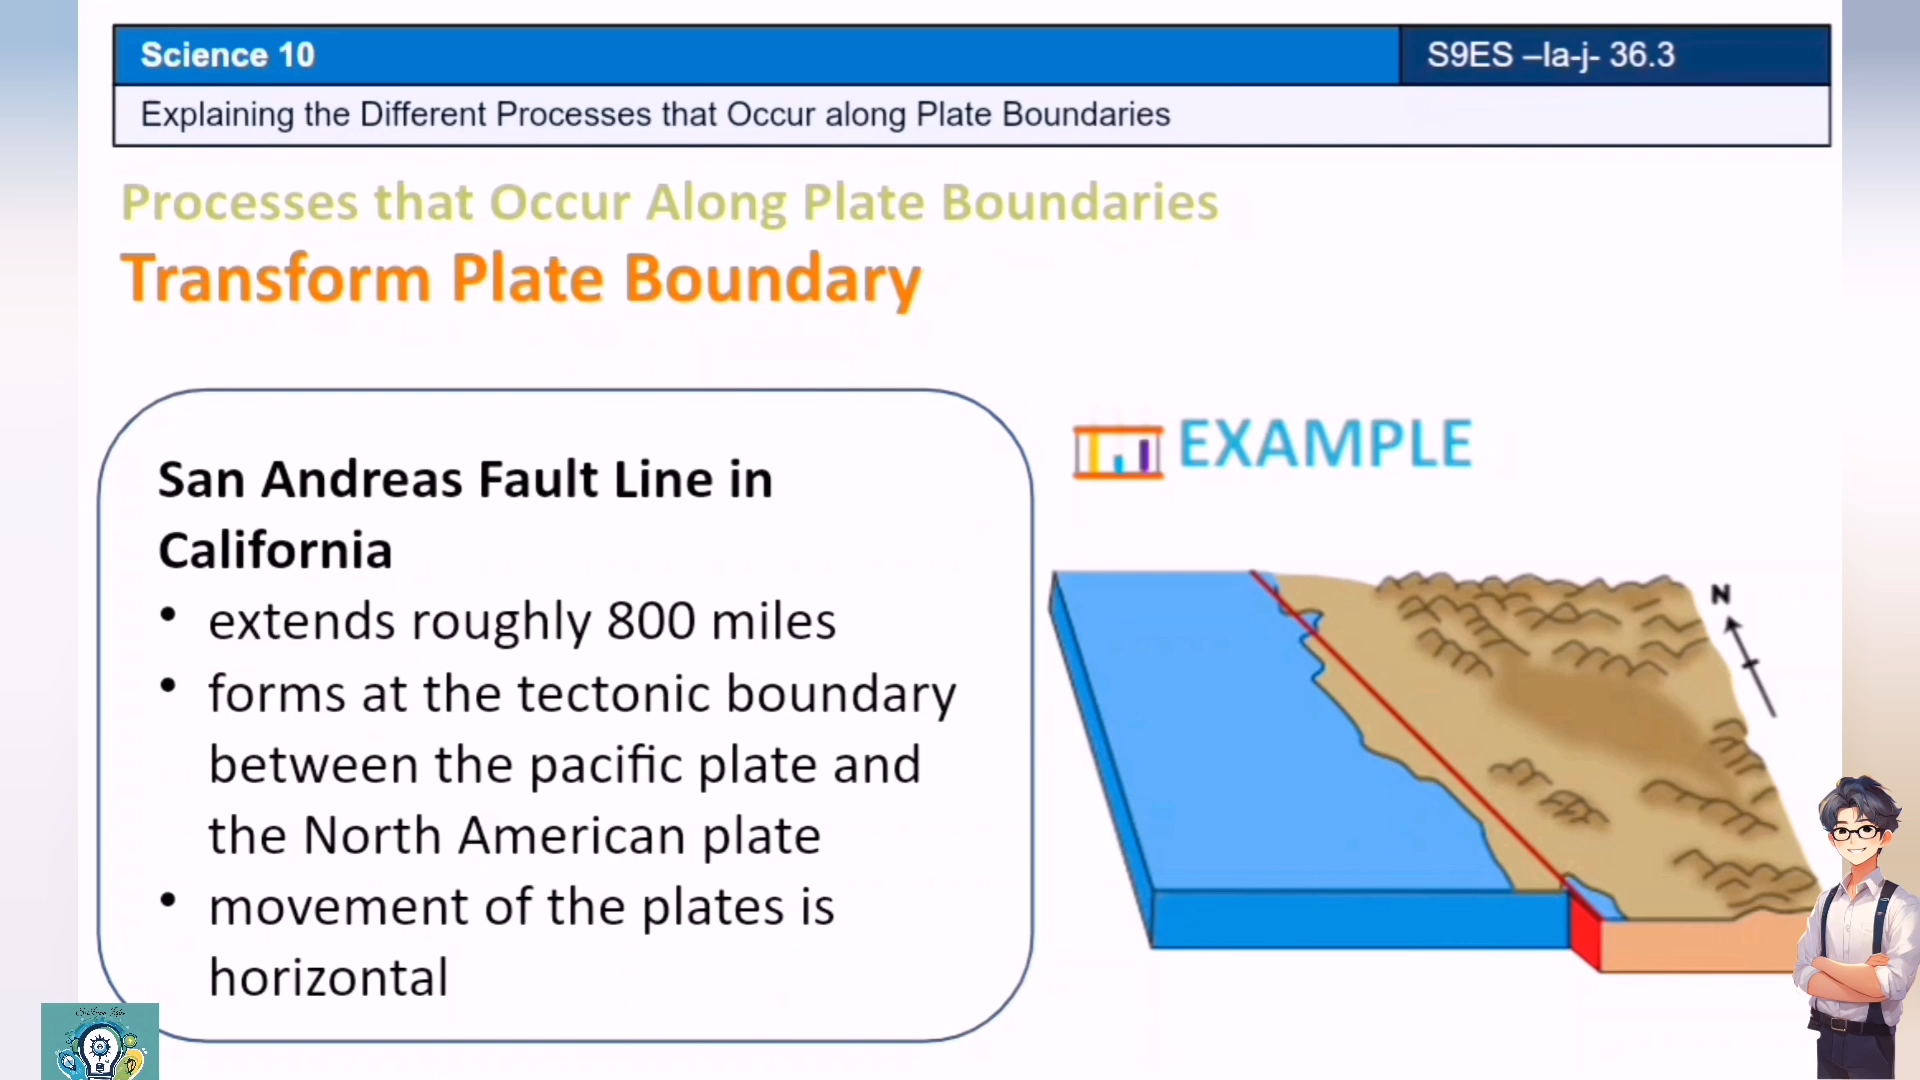 Science 10
S9ES –Ia-j- 36.3
Explaining the Different Processes that Occur along Plate Boundaries
Processes that Occur Along Plate Boundaries
Transform Plate Boundary
San Andreas Fault Line in
California
• extends roughly 800 miles
• forms at the tectonic boundary
between the pacific plate and
the North American plate
• movement of the plates is
horizontal
EXAMPLE
N